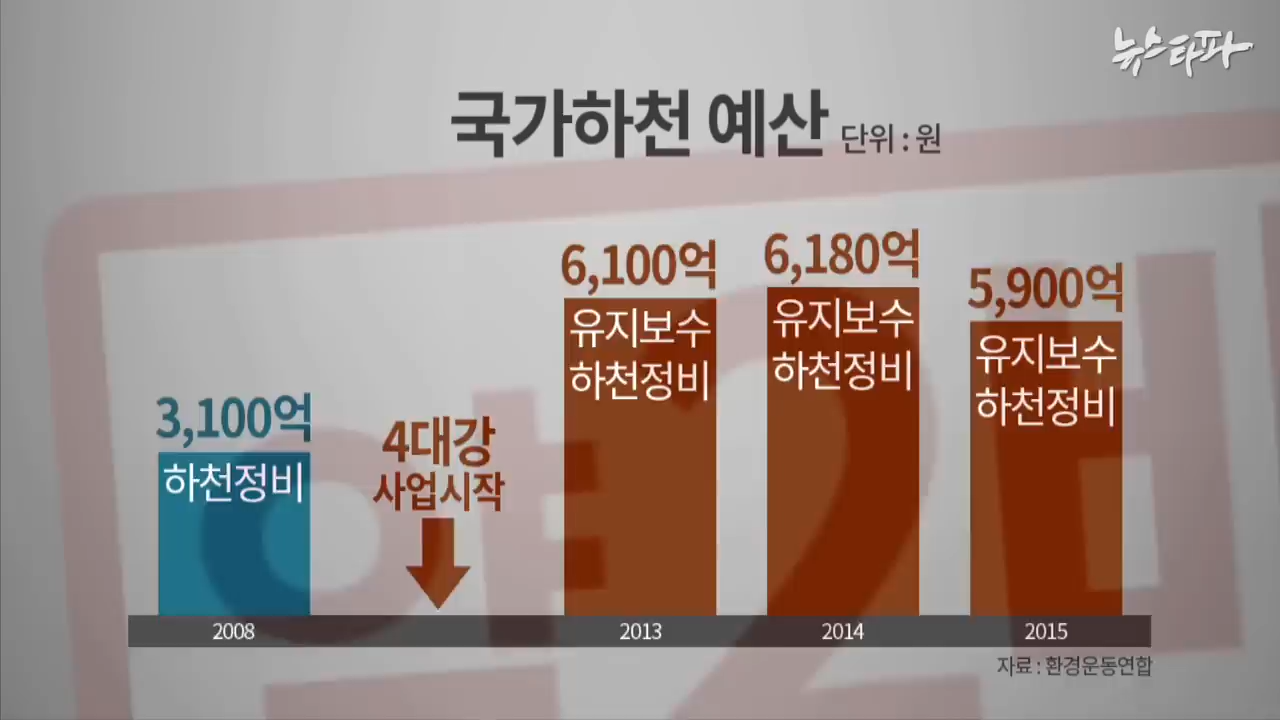 뉴스타파
국가하천 예산 단위 : 원
3,100억
하천정비
4대강
사업시작
6,100억
유지보수
하천정비
6,180억
유지보수
하천정비
5,900억
유지보수
하천정비
2008
2013
2014
2015
자료 : 환경운동연합